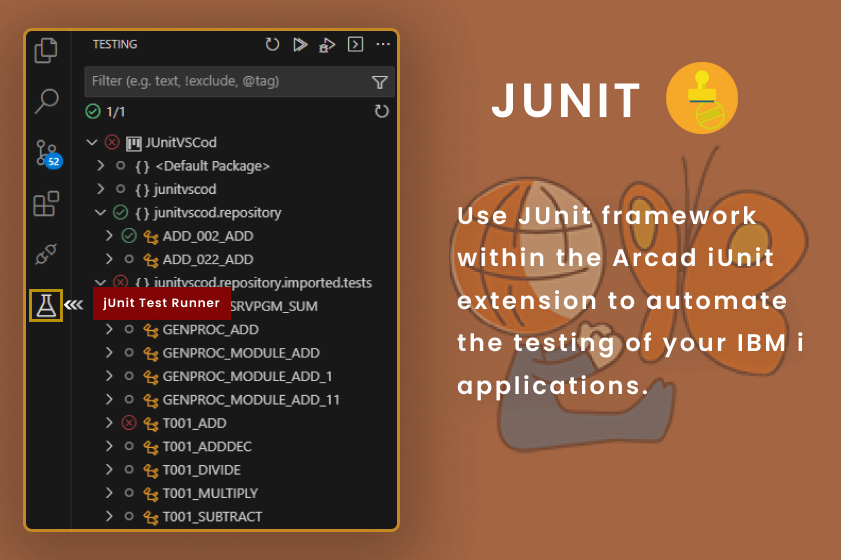 TESTING
Filter (e.g. text, !exclude, @tag)
1/1
52
JUnitVSCod
{ } <Default Package>
{ } junitvscod
{ } junitvscod.repository
ADD_002_ADD
ADD_022_ADD
{ } junitvscod.repository.imported.tests
jUnit Test Runner
SRVPGM_SUM
GENPROC_ADD
GENPROC_MODULE_ADD
GENPROC_MODULE_ADD_1
GENPROC_MODULE_ADD_11
T001_ADD
T001_ADDDEC
T001_DIVIDE
T001_MULTIPLY
T001_SUBTRACT
JUNIT
Use JUnit framework
within the Arcad iUnit
extension to automate
the testing of your IBM i
applications.